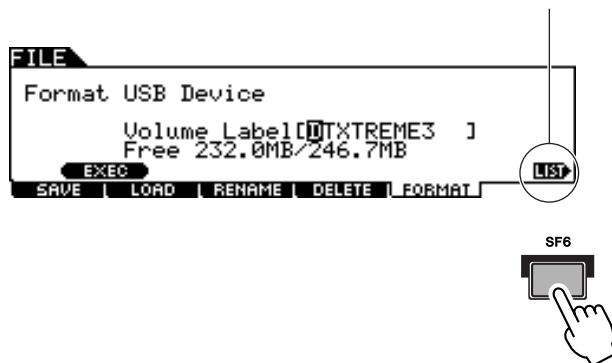 FILE
Format USB Device
Volume Label[DTXTREME3 ]
Free 232.0MB/246.7MB
EXEC LIST
SAVE LOAD RENAME DELETE FORMAT
SF6